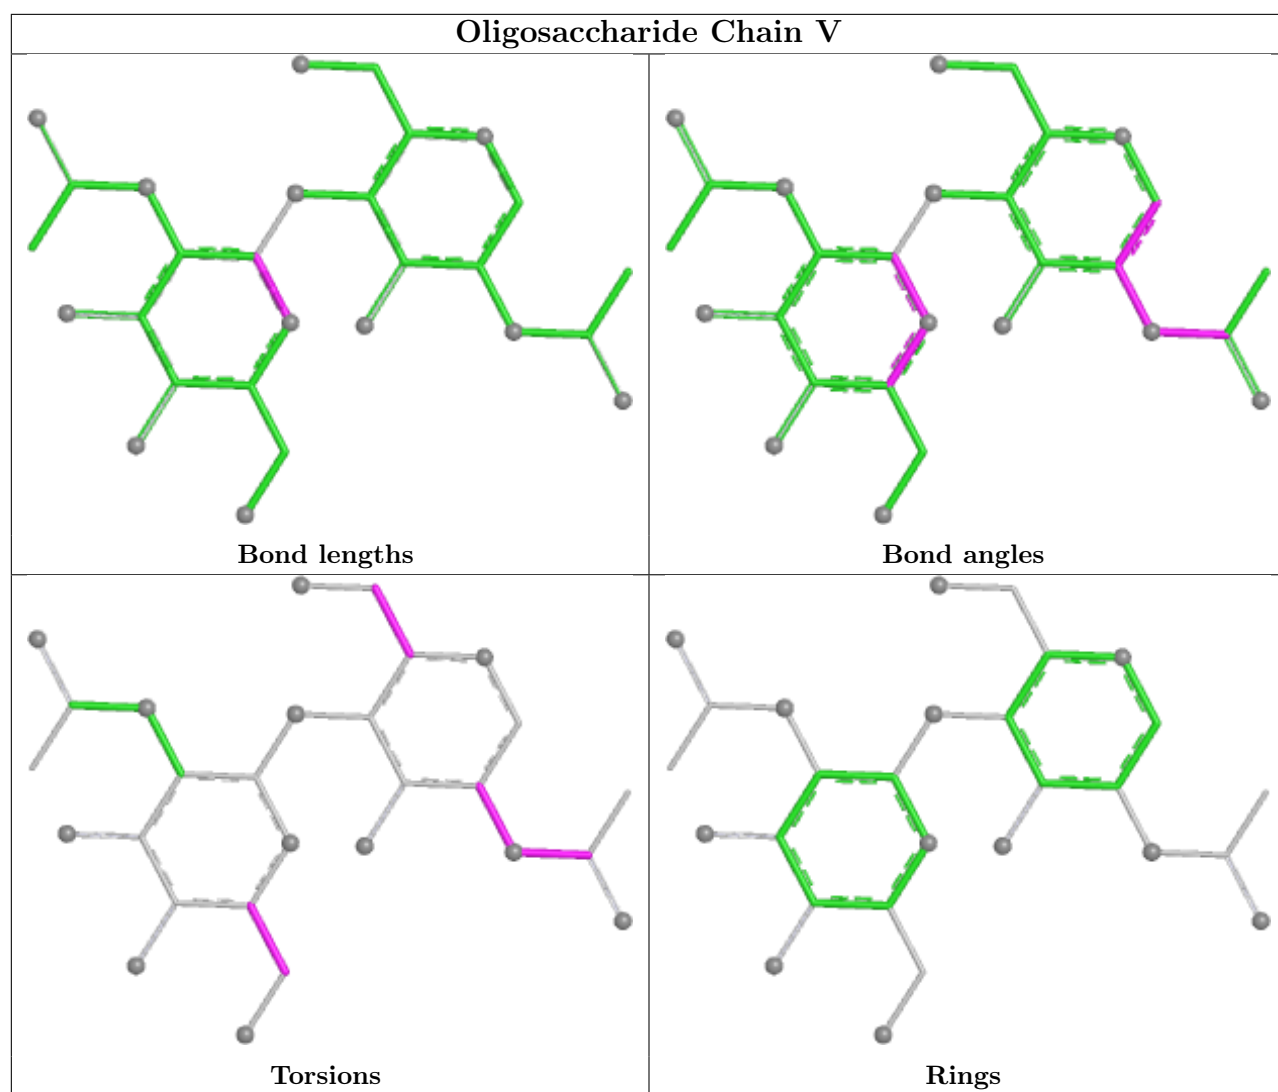 Oligosaccharide Chain V
Bond lengths
Bond angles
Torsions
Rings